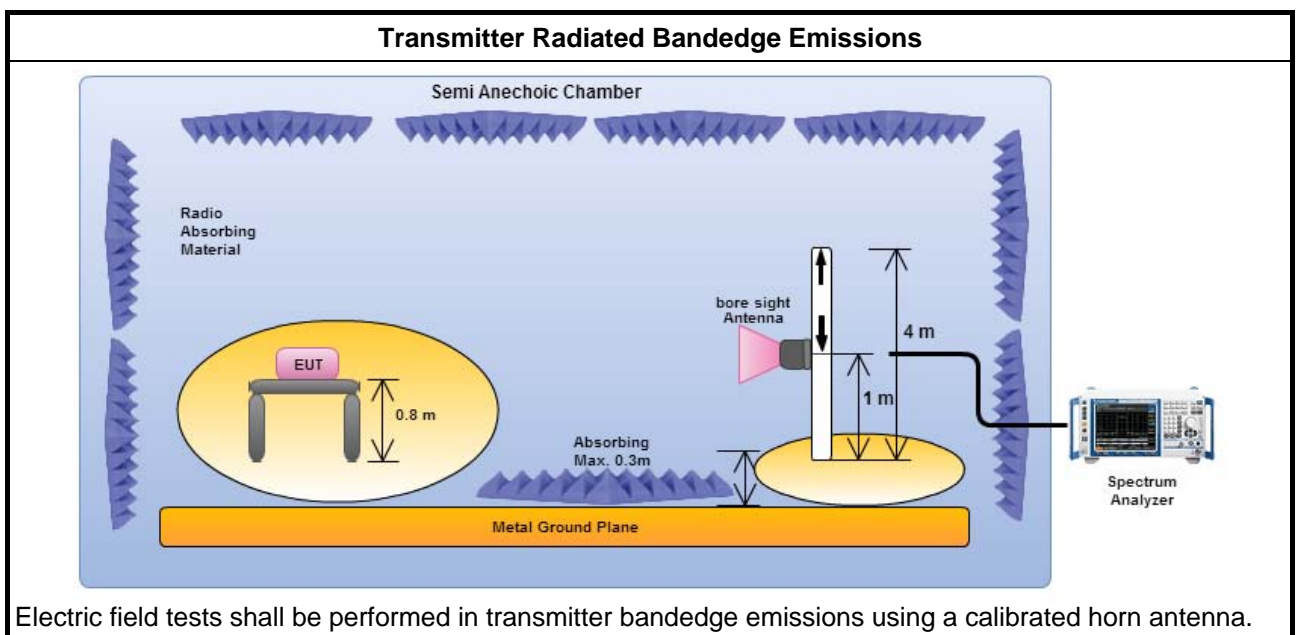 Transmitter Radiated Bandedge Emissions
Semi Anechoic Chamber
Radio
Absorbing
Material
bore sight
Antenna
4 m
EUT
1 m
0.8 m
Absorbing
Max. 0.3m
Spectrum
Analyzer
Metal Ground Plane
Electric field tests shall be performed in transmitter bandedge emissions using a calibrated horn antenna.